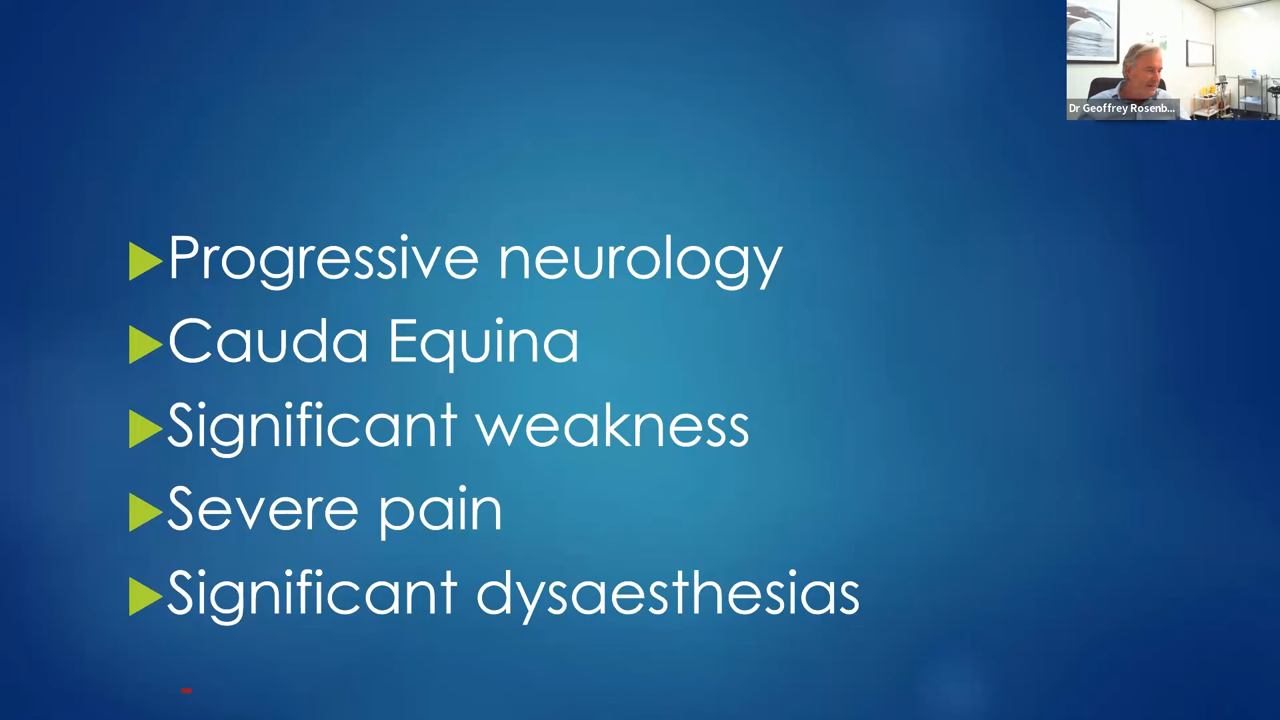 Dr Geoffrey Rosenb...
Progressive neurology
Cauda Equina
Significant weakness
Severe pain
Significant dysaesthesias